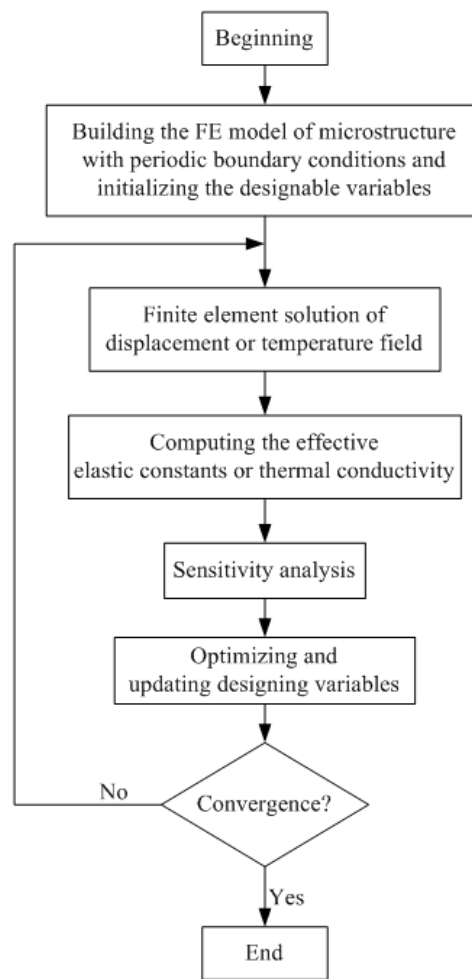 Beginning
Building the FE model of microstructure
with periodic boundary conditions and
initializing the designable variables
Finite element solution of
displacement or temperature field
Computing the effective
elastic constants or thermal conductivity
Sensitivity analysis
Optimizing and
updating designing variables
No
Convergence?
Yes
End